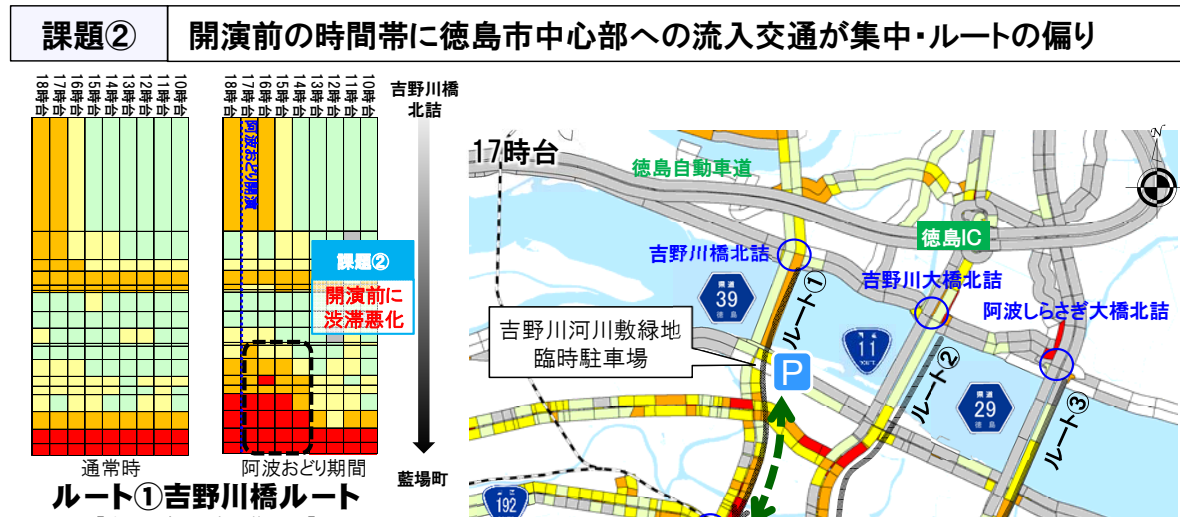 課題②
開演前の時間帯に徳島市中心部への流入交通が集中・ルートの偏り
18時台
17時台
16時台
15時台
14時台
13時台
12時台
11時台
10時台
18時台
17時台
16時台
15時台
14時台
13時台
12時台
11時台
10時台
阿波おどり開演
吉野川橋
北詰
課題②
開演前に
渋滞悪化
藍場町
通常時
阿波おどり期間
ルート①吉野川橋ルート
17時台
徳島自動車道
N
徳島IC
吉野川橋北詰
吉野川大橋北詰
阿波しらさぎ大橋北詰
県道
39
徳島
ルート①
11
ルート②
県道
29
徳島
ルート③
吉野川河川敷緑地
臨時駐車場
P
192